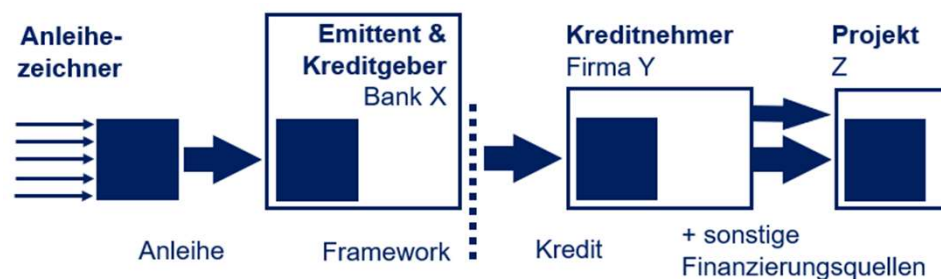 Anleihe-
zeichner
Emittent &
Kreditgeber
Bank X
Kreditnehmer
Firma Y
Projekt
Z
Anleihe
Framework
Kredit
+ sonstige
Finanzierungsquellen